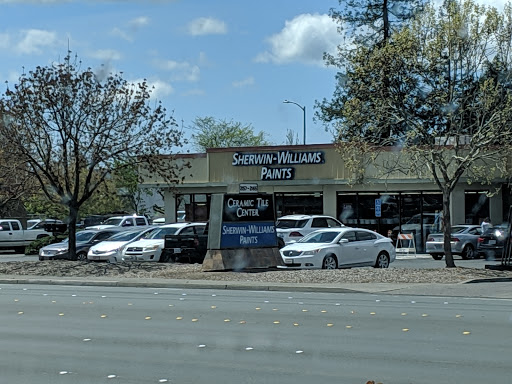 SHERWIN-WILLIAMS
PAINTS
CERAMIC TILE
CENTER
SHERWIN-WILLIAMS
PAINTS